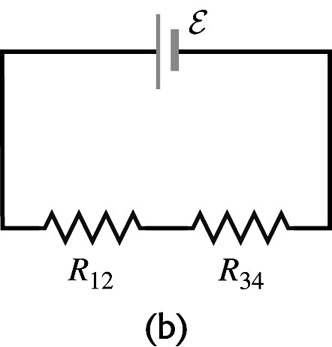 ℰ
R₁₂ R₃₄
(b)